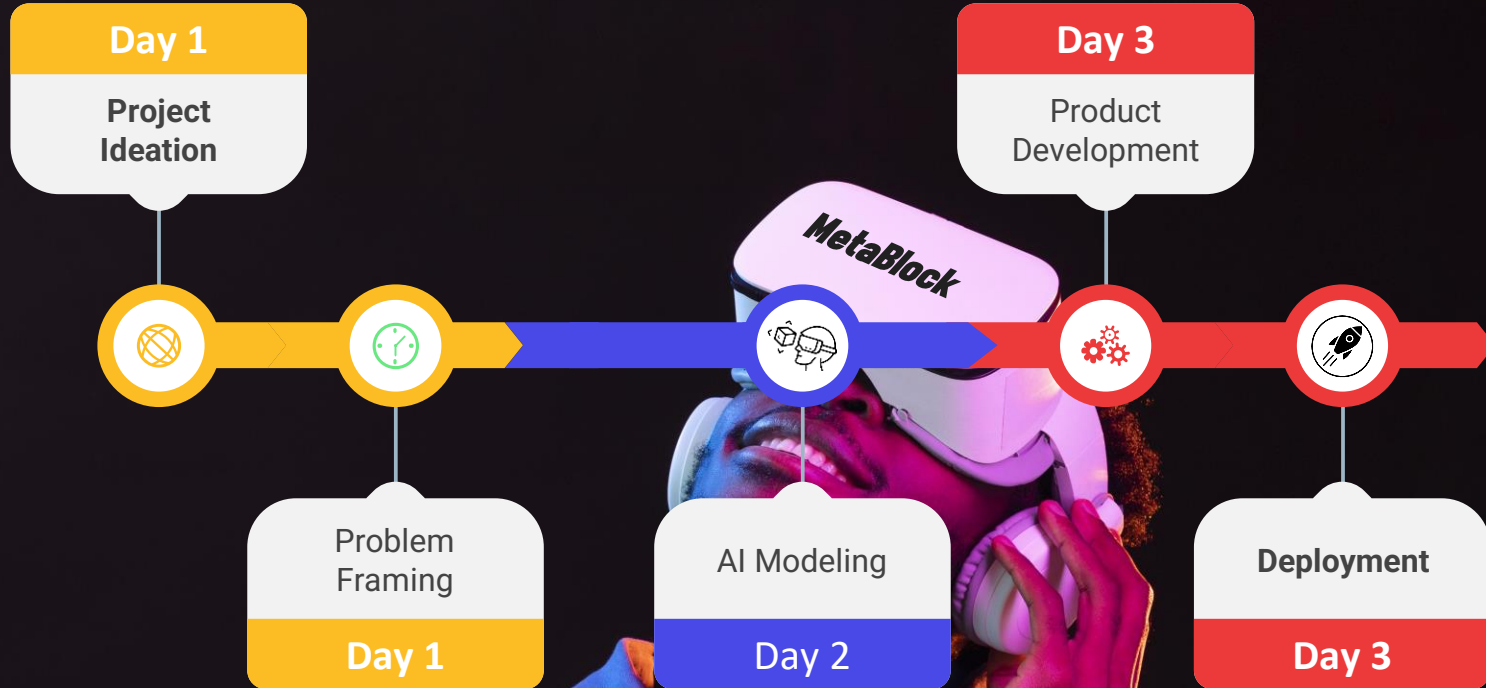 Day 1
Project
Ideation
Day 3
Product
Development
MetaBlock
Problem
Framing
Day 1
AI Modeling
Day 2
Deployment
Day 3